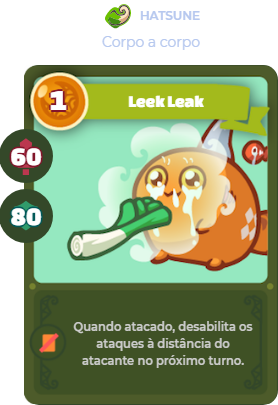 HATSUNE
Corpo a corpo
1
Leek Leak
60
80
Quando atacado, desabilita os
ataques à distância do
atacante no próximo turno.